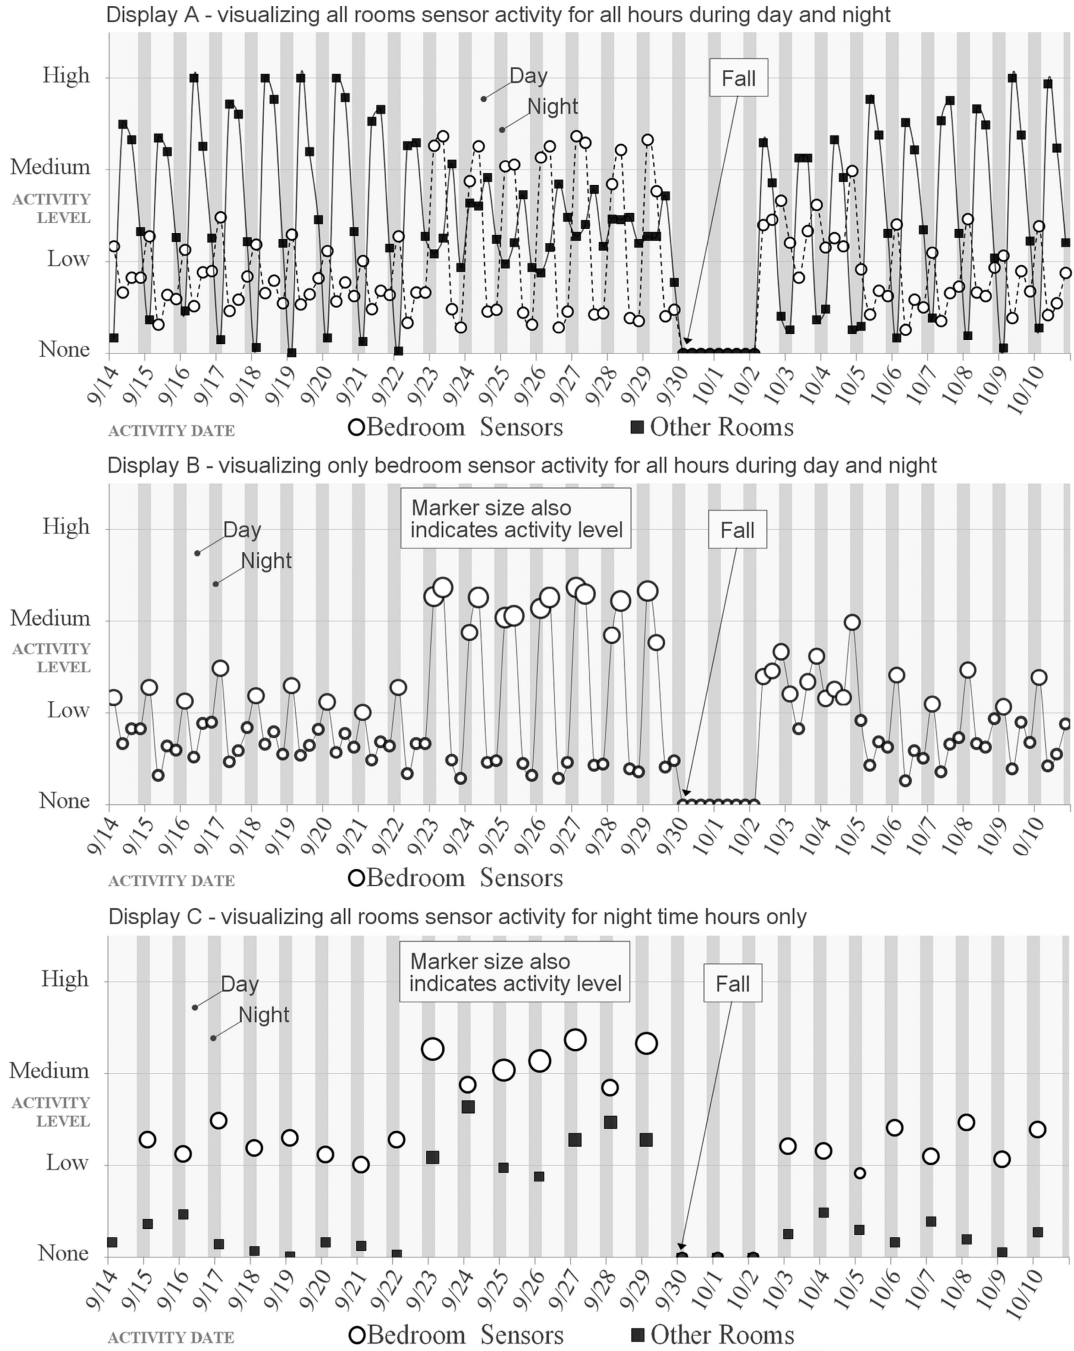 Display A - visualizing all rooms sensor activity for all hours during day and night
High
Medium
ACTIVITY
LEVEL
Low
None
Day
Night
Fall
9/14
9/15
9/16
9/17
9/18
9/19
9/20
9/21
9/22
9/23
9/24
9/25
9/26
9/27
9/28
9/29
9/30
10/1
10/2
10/3
10/4
10/5
10/6
10/7
10/8
10/9
10/10
ACTIVITY DATE
Bedroom Sensors
Other Rooms
Display B - visualizing only bedroom sensor activity for all hours during day and night
High
Medium
ACTIVITY
LEVEL
Low
None
Day
Night
Marker size also
indicates activity level
Fall
9/14
9/15
9/16
9/17
9/18
9/19
9/20
9/21
9/22
9/23
9/24
9/25
9/26
9/27
9/28
9/29
9/30
10/1
10/2
10/3
10/4
10/5
10/6
10/7
10/8
10/9
0/10
ACTIVITY DATE
Bedroom Sensors
Display C - visualizing all rooms sensor activity for night time hours only
High
Medium
ACTIVITY
LEVEL
Low
None
Day
Night
Marker size also
indicates activity level
Fall
9/14
9/15
9/16
9/17
9/18
9/19
9/20
9/21
9/22
9/23
9/24
9/25
9/26
9/27
9/28
9/29
9/30
10/1
10/2
10/3
10/4
10/5
10/6
10/7
10/8
10/9
10/10
ACTIVITY DATE
Bedroom Sensors
Other Rooms